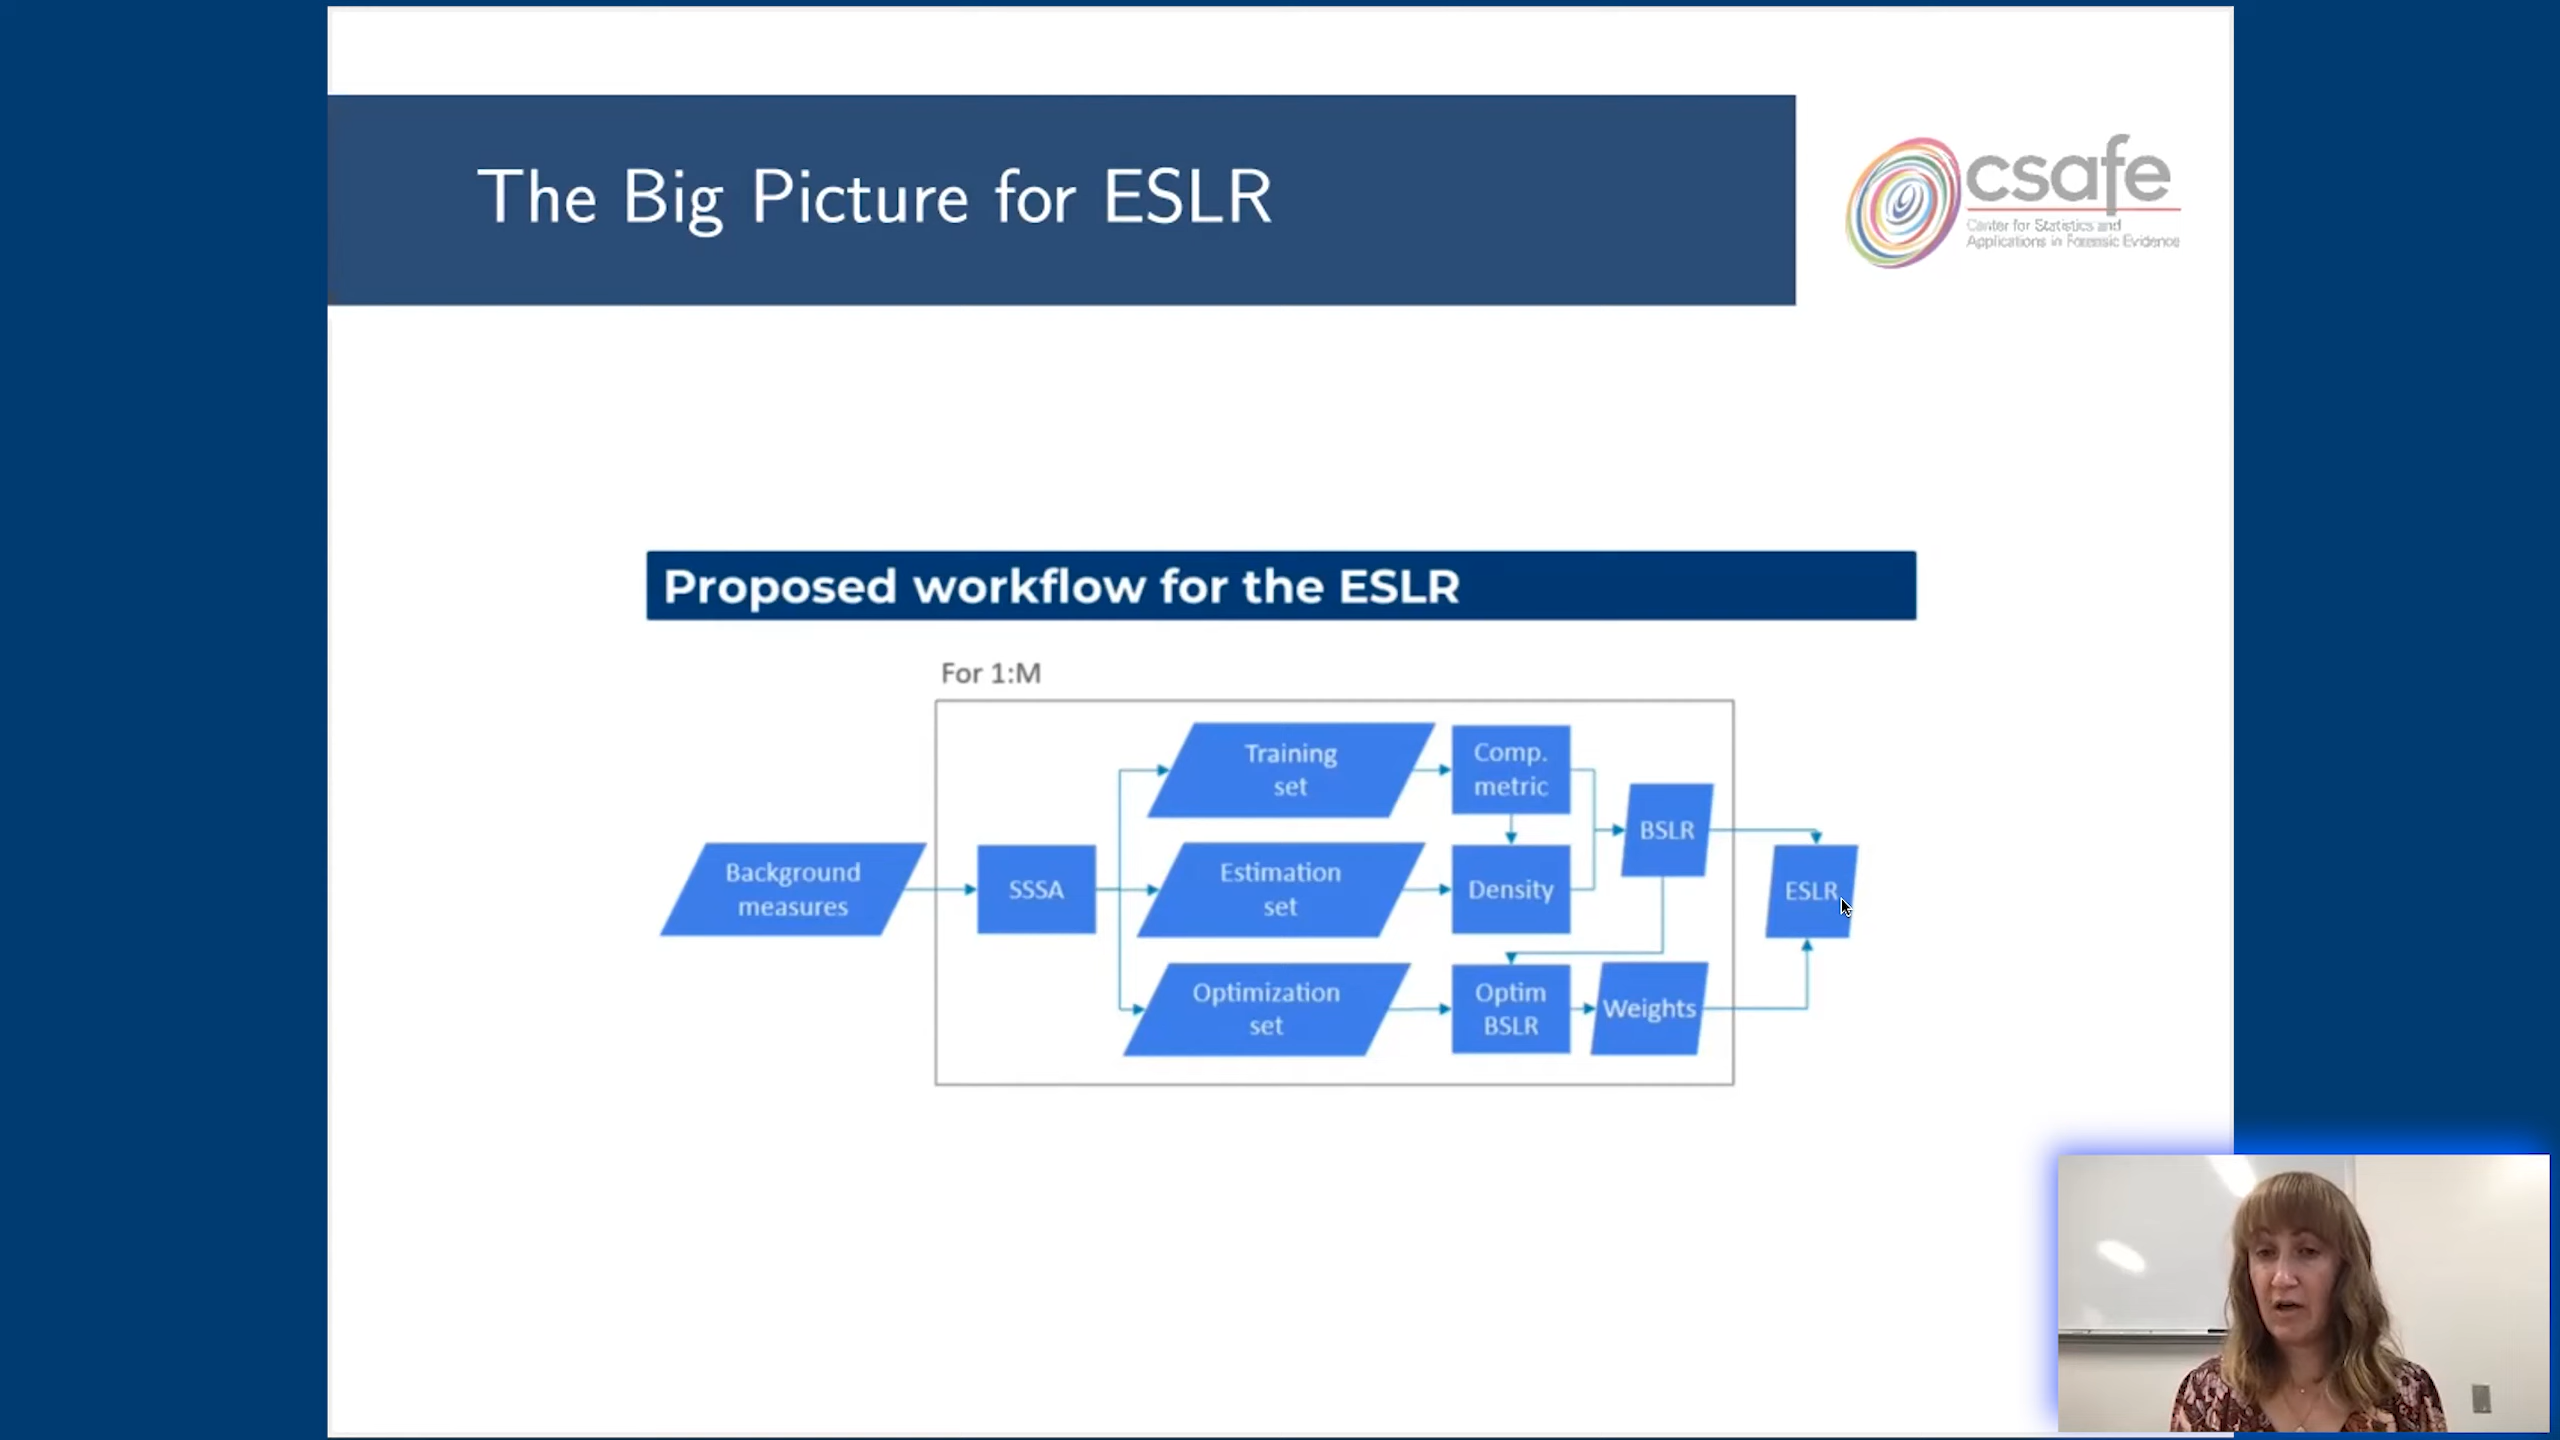 The Big Picture for ESLR
csafe
Center for Statistics and
Applications in Forensic Evidence
Proposed workflow for the ESLR
For 1:M
Training
set
Comp.
metric
BSLR
Background
measures
SSSA
Estimation
set
Density
ESLR
Optimization
set
Optim
BSLR
Weights